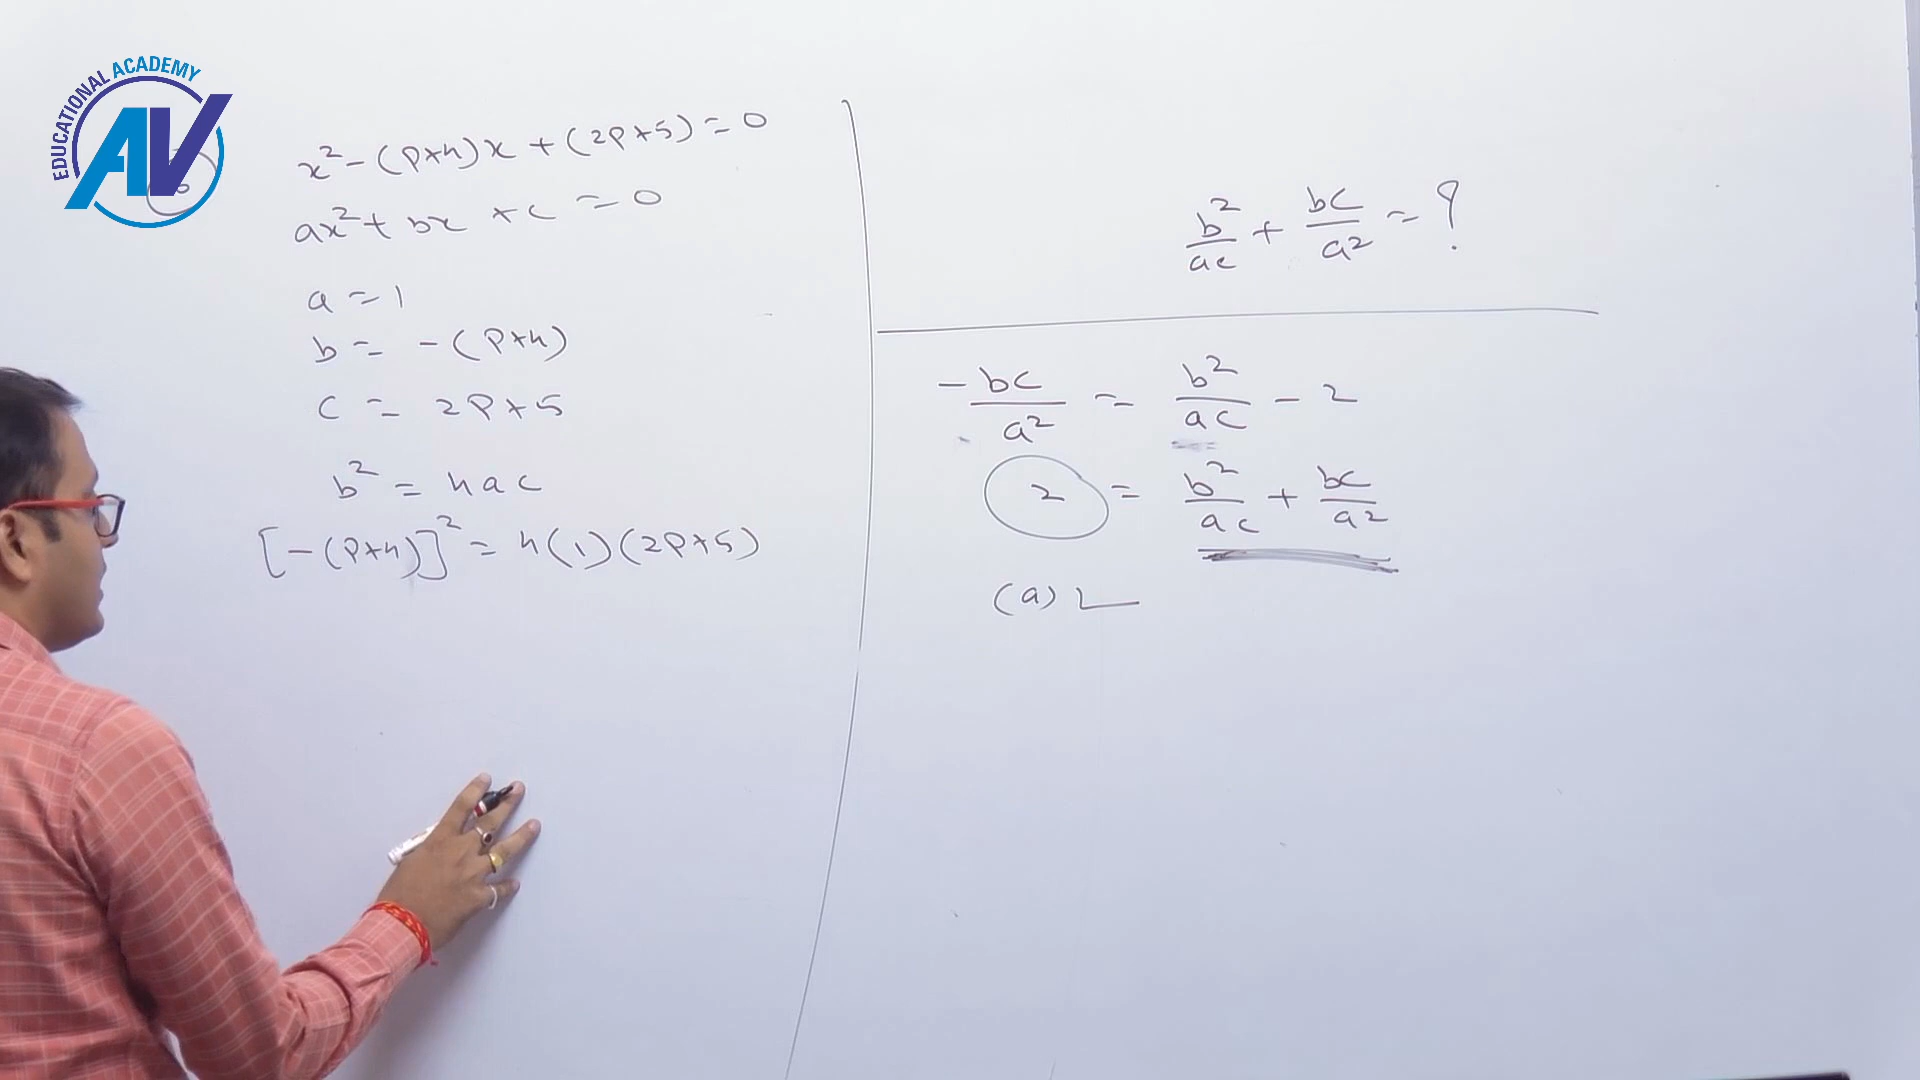 EDUCATIONAL ACADEMY
AV
x² - (p+4)x + (2p+5) = 0
ax² + bx + c = 0
a = 1
b = -(p+4)
c = 2p+5
b² = 4ac
[-(p+4)]² = 4(1)(2p+5)
b²/ac + bc/a² = ?
-bc/a² = b²/ac - 2
2 = b²/ac + bc/a²
(a) 2